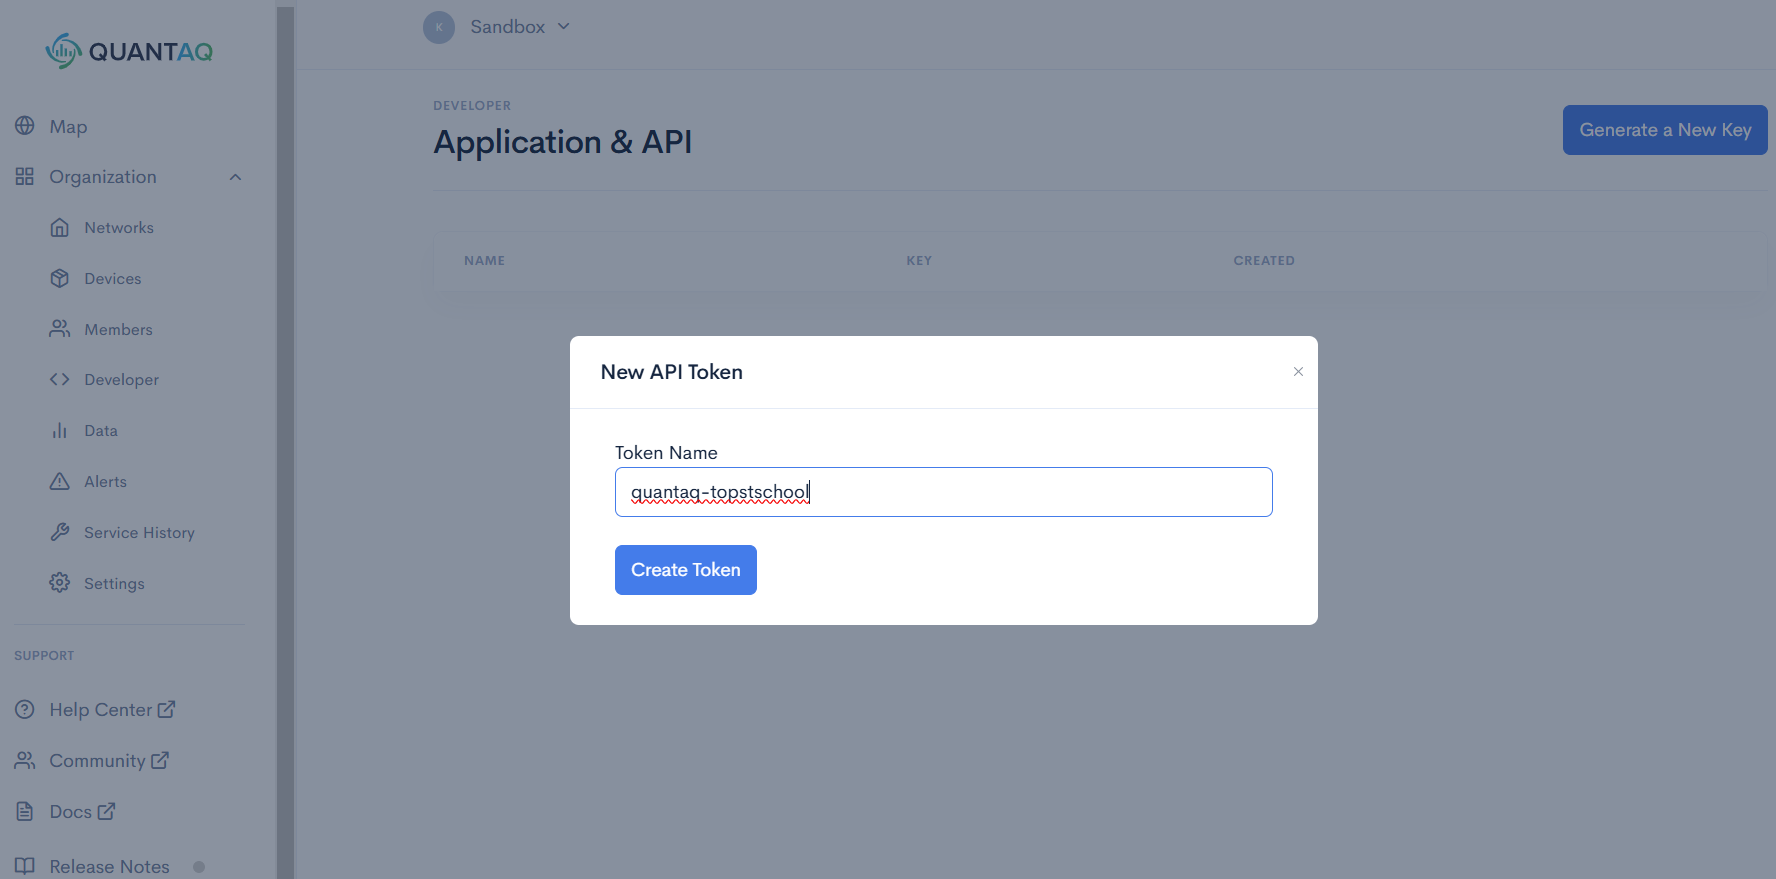 QUANTAQ
Map
Organization
Networks
Devices
Members
Developer
Data
Alerts
Service History
Settings
SUPPORT
Help Center
Community
Docs
Release Notes
K Sandbox
DEVELOPER
Application & API
Generate a New Key
NAME KEY CREATED
New API Token
Token Name
quantaq-topstschool
Create Token